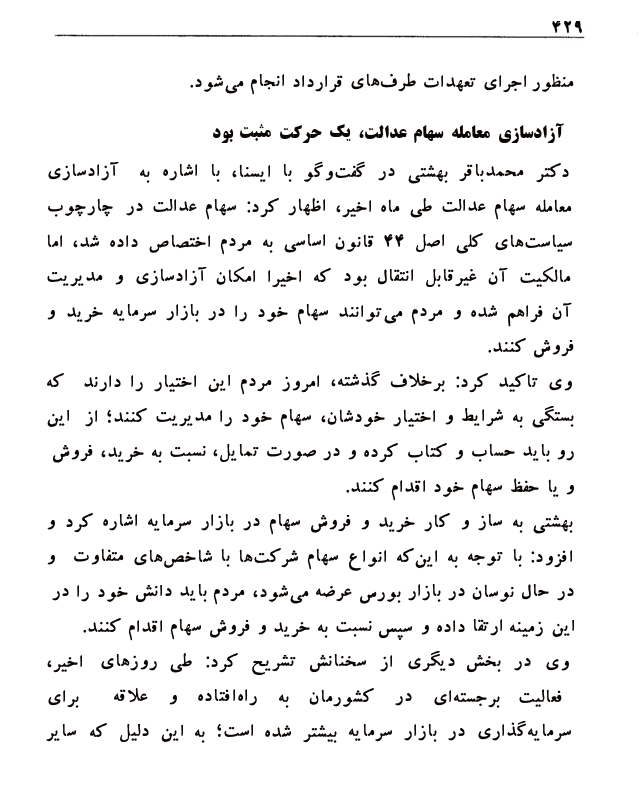 ۴۲۹
منظور اجرای تعهدات طرف‌های قرارداد انجام می‌شود.
آزادسازی معامله سهام عدالت، یک حرکت مثبت بود
دکتر محمدباقر بهشتی در گفت‌وگو با ایسنا، با اشاره به آزادسازی
معامله سهام عدالت طی ماه اخیر، اظهار کرد: سهام عدالت در چارچوب
سیاست‌های کلی اصل ۴۴ قانون اساسی به مردم اختصاص داده شد، اما
مالکیت آن غیرقابل انتقال بود که اخیرا امکان آزادسازی و مدیریت
آن فراهم شده و مردم می‌توانند سهام خود را در بازار سرمایه خرید و
فروش کنند.
وی تاکید کرد: برخلاف گذشته، امروز مردم این اختیار را دارند که
بستگی به شرایط و اختیار خودشان، سهام خود را مدیریت کنند؛ از این
رو باید حساب و کتاب کرده و در صورت تمایل، نسبت به خرید، فروش
و یا حفظ سهام خود اقدام کنند.
بهشتی به ساز و کار خرید و فروش سهام در بازار سرمایه اشاره کرد و
افزود: با توجه به این‌که انواع سهام شرکت‌ها با شاخص‌های متفاوت و
در حال نوسان در بازار بورس عرضه می‌شود، مردم باید دانش خود را در
این زمینه ارتقا داده و سپس نسبت به خرید و فروش سهام اقدام کنند.
وی در بخش دیگری از سخنانش تشریح کرد: طی روزهای اخیر،
فعالیت برجسته‌ای در کشورمان به راه‌افتاده و علاقه برای
سرمایه‌گذاری در بازار سرمایه بیشتر شده است؛ به این دلیل که سایر